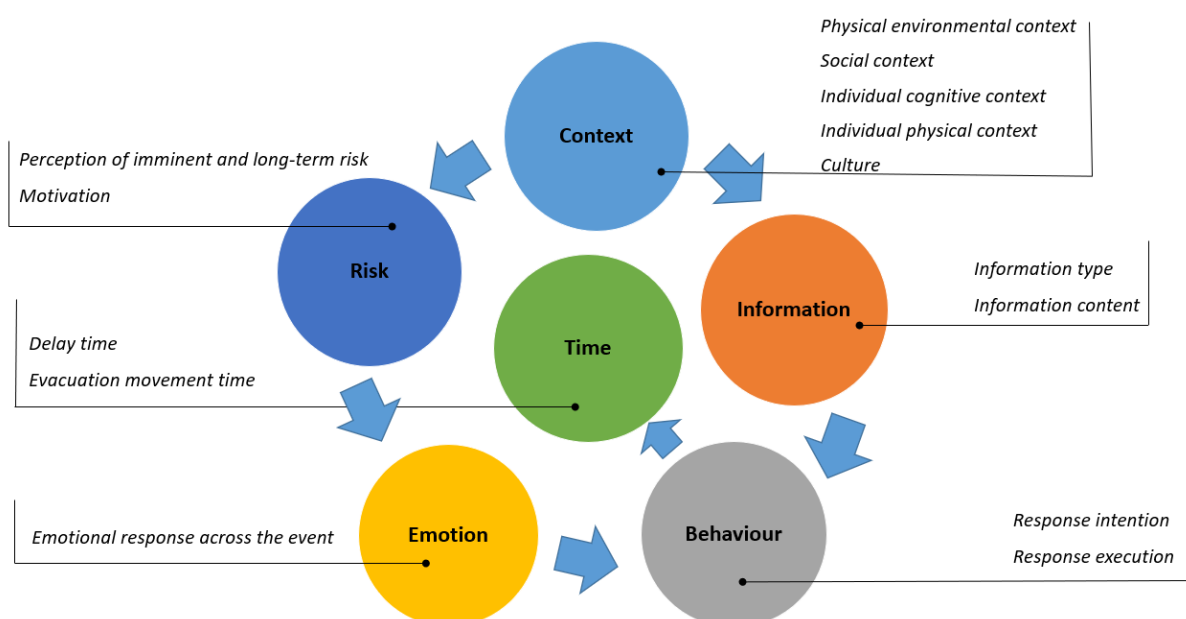 Physical environmental context
Social context
Individual cognitive context
Individual physical context
Culture
Context
Perception of imminent and long-term risk
Motivation
Risk
Information type
Information content
Information
Delay time
Evacuation movement time
Time
Emotional response across the event
Emotion
Behaviour
Response intention
Response execution